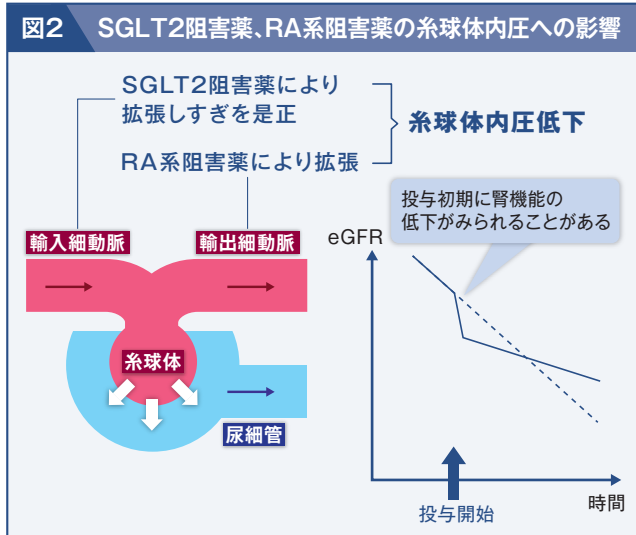 図2 SGLT2阻害薬、RA系阻害薬の糸球体内圧への影響
SGLT2阻害薬により
拡張しすぎを是正
糸球体内圧低下
RA系阻害薬により拡張
輸入細動脈
輸出細動脈
糸球体
尿細管
投与初期に腎機能の
低下がみられることがある
eGFR
時間
投与開始